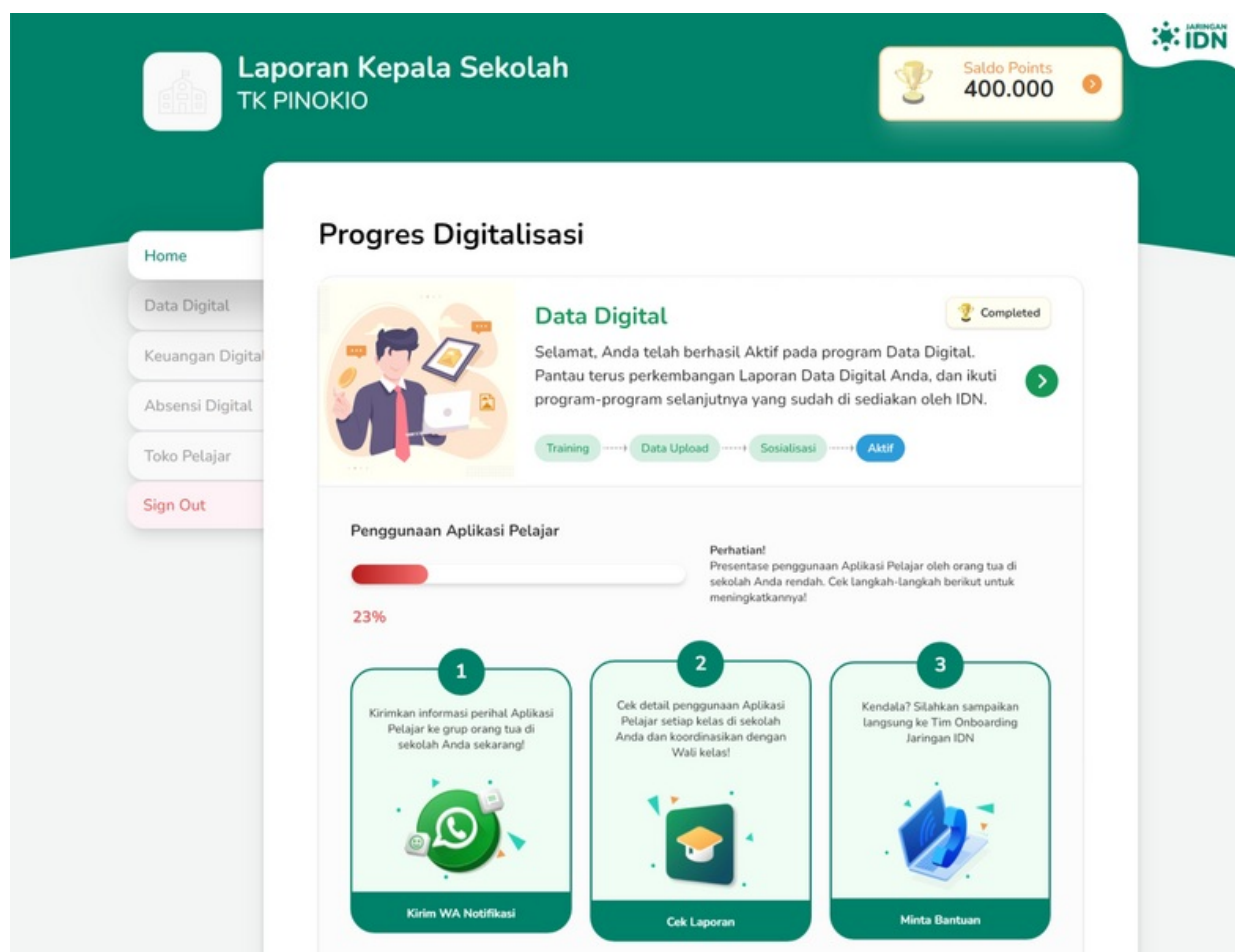 JARINGAN
IDN
Laporan Kepala Sekolah
TK PINOKIO
Saldo Points
400.000
Home
Data Digital
Keuangan Digital
Absensi Digital
Toko Pelajar
Sign Out
Progres Digitalisasi
Data Digital
Completed
Selamat, Anda telah berhasil Aktif pada program Data Digital.
Pantau terus perkembangan Laporan Data Digital Anda, dan ikuti
program-program selanjutnya yang sudah di sediakan oleh IDN.
Training Data Upload Sosialisasi Aktif
Penggunaan Aplikasi Pelajar
23%
Perhatian!
Presentase penggunaan Aplikasi Pelajar oleh orang tua di
sekolah Anda rendah. Cek langkah-langkah berikut untuk
meningkatkannya!
1
Kirimkan informasi perihal Aplikasi
Pelajar ke grup orang tua di
sekolah Anda sekarang!
Kirim WA Notifikasi
2
Cek detail penggunaan Aplikasi
Pelajar setiap kelas di sekolah
Anda dan koordinasikan dengan
Wali kelas!
Cek Laporan
3
Kendala? Silahkan sampaikan
langsung ke Tim Onboarding
Jaringan IDN
Minta Bantuan